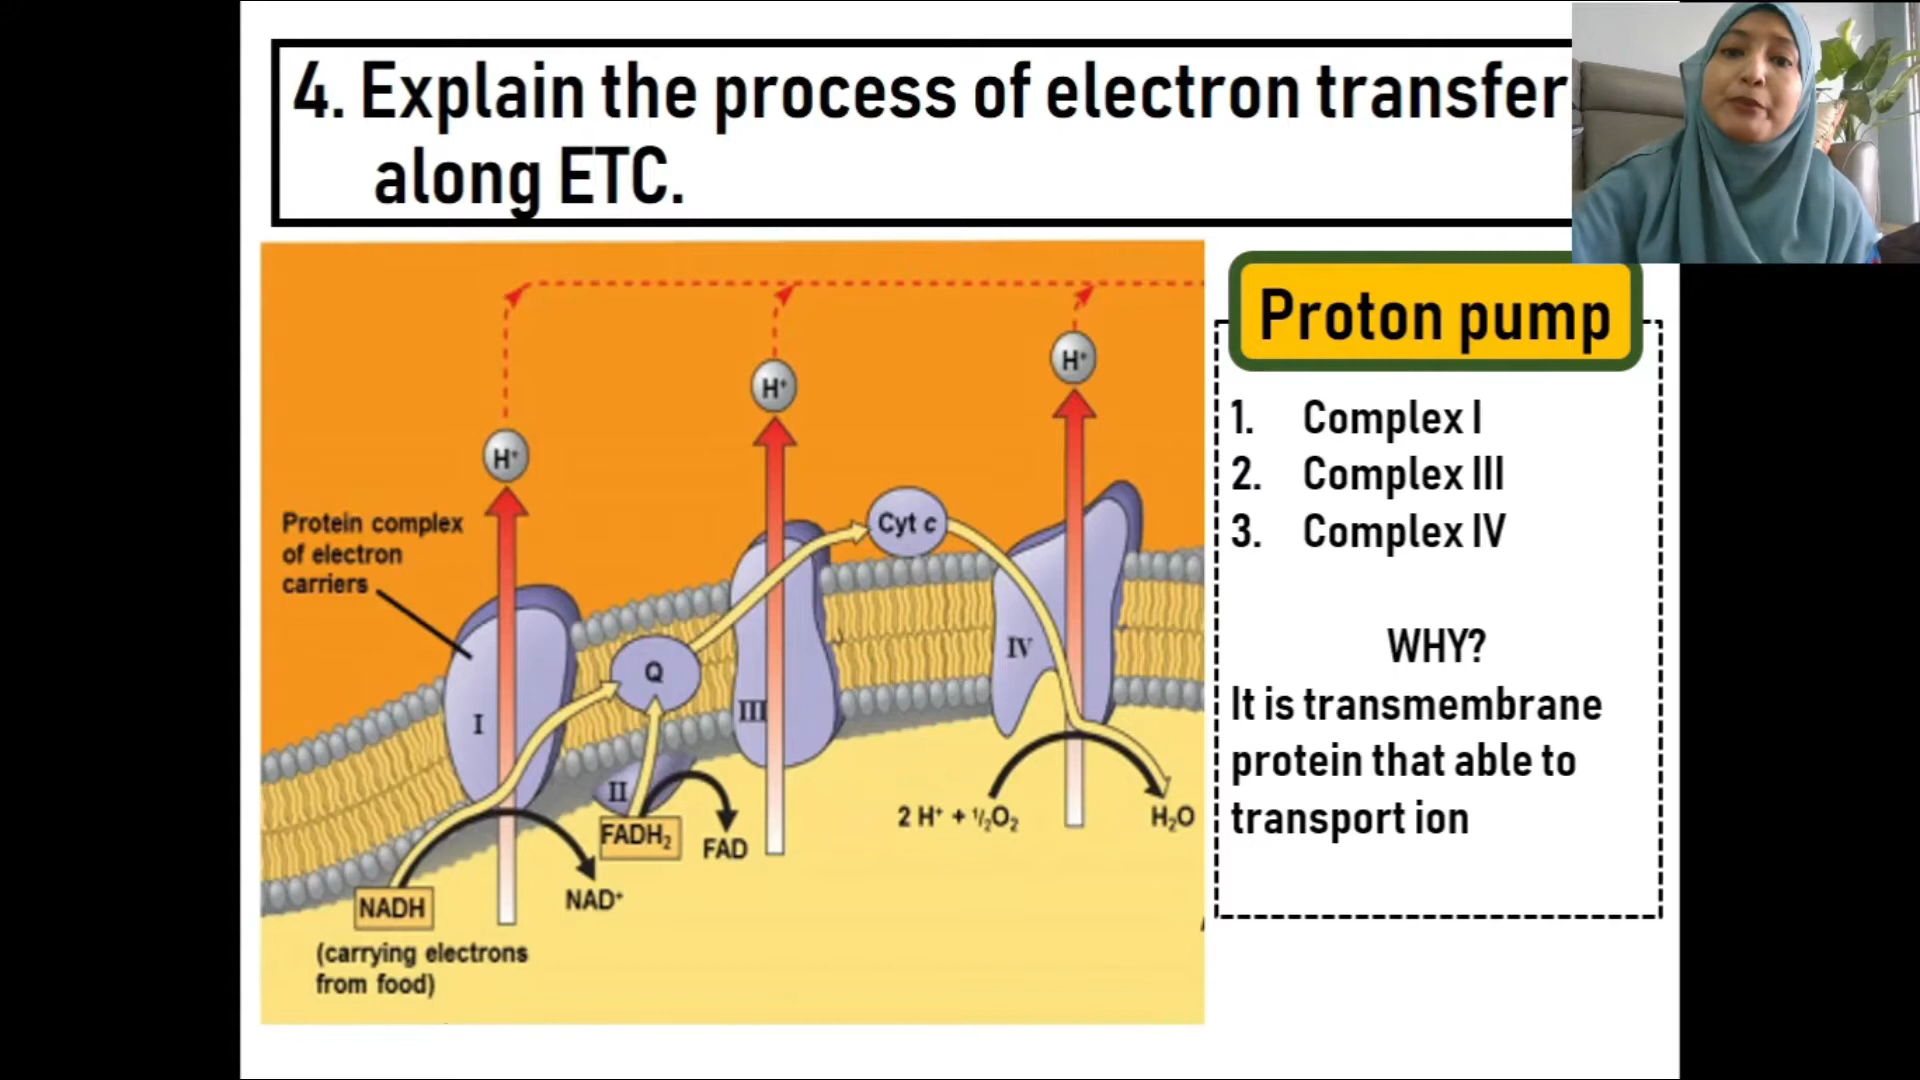 4. Explain the process of electron transfer
along ETC.
Proton pump
1. Complex I
2. Complex III
3. Complex IV
WHY?
It is transmembrane
protein that able to
transport ion
H⁺
H⁺
H⁺
Protein complex
of electron
carriers
Cyt c
Q
I
II
III
IV
FADH₂
FAD
2 H⁺ + ½O₂
H₂O
NADH
NAD⁺
(carrying electrons
from food)